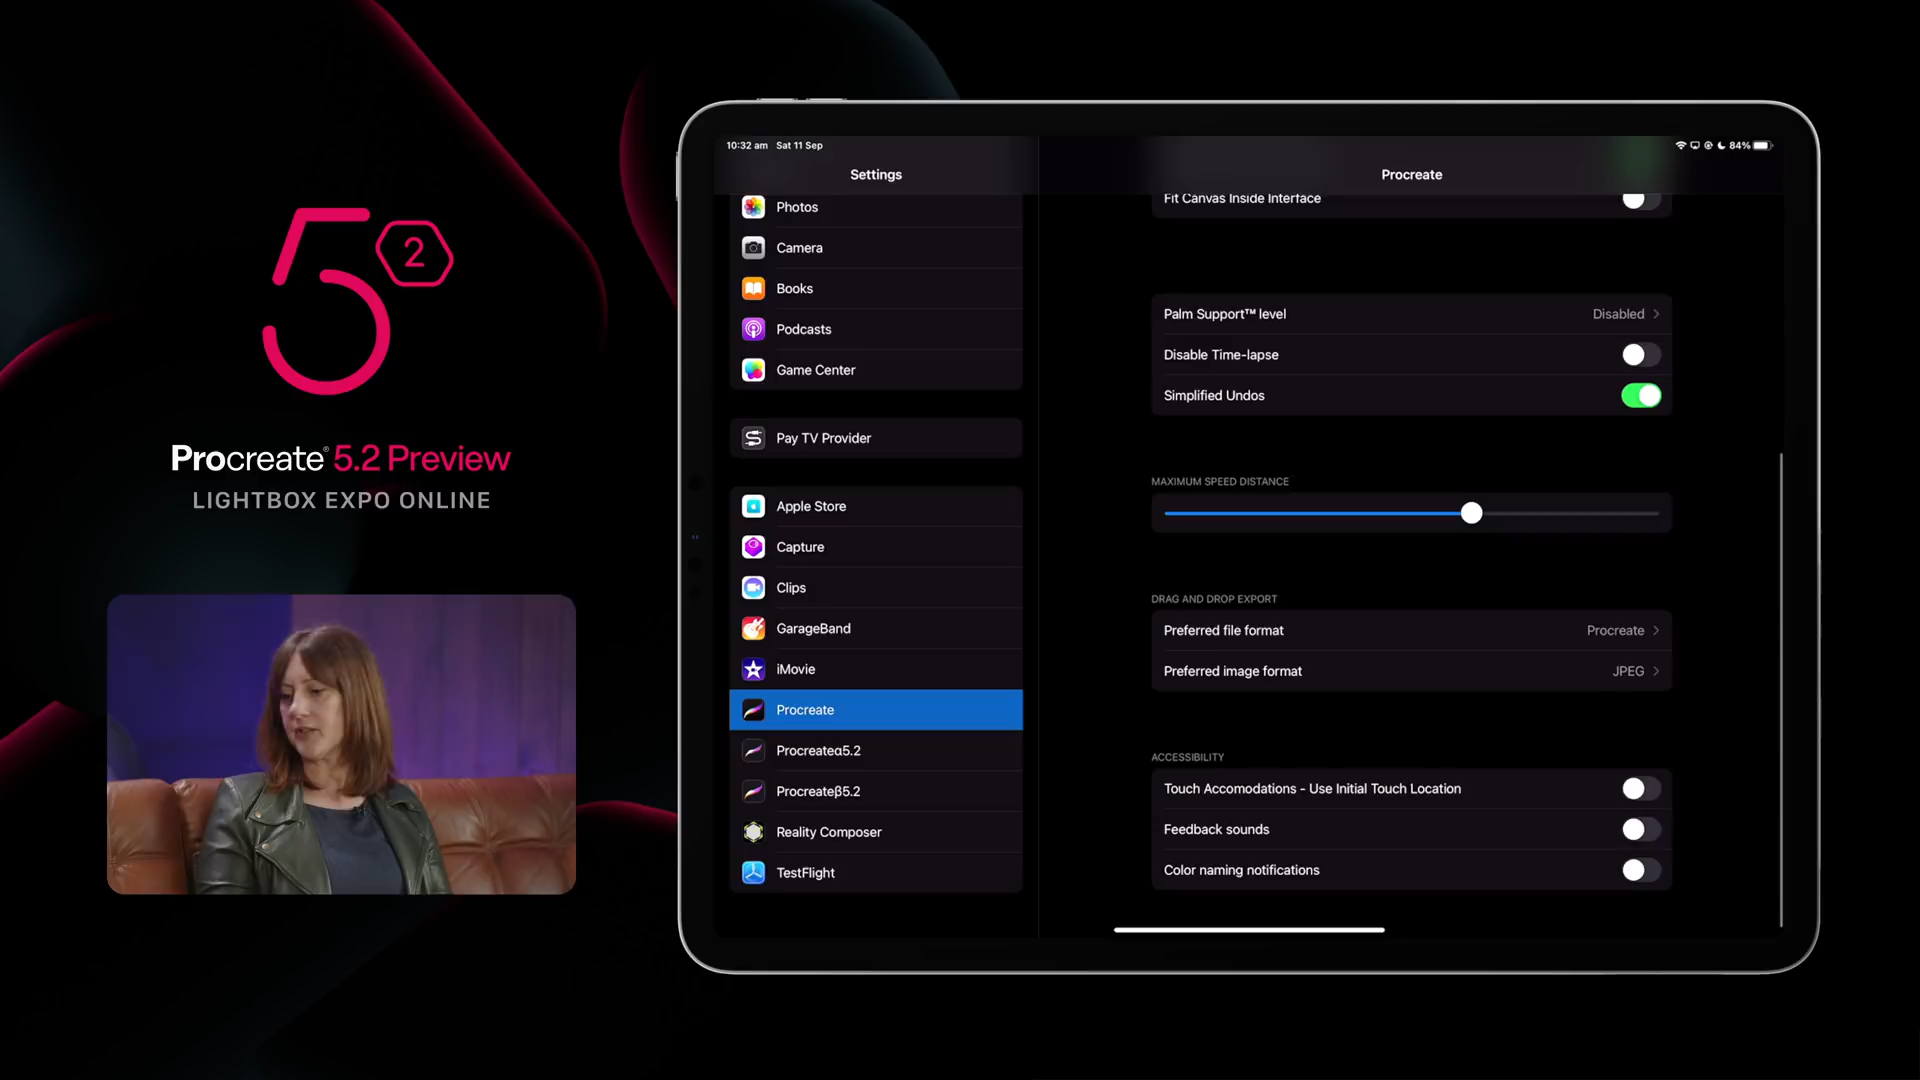 5 2
Procreate® 5.2 Preview
LIGHTBOX EXPO ONLINE
10:32 am Sat 11 Sep
84%
Settings
Photos
Camera
Books
Podcasts
Game Center
Pay TV Provider
Apple Store
Capture
Clips
GarageBand
iMovie
Procreate
Procreateα5.2
Procreateβ5.2
Reality Composer
TestFlight
Procreate
Fit Canvas Inside Interface
Palm Support™ level Disabled
Disable Time-lapse
Simplified Undos
MAXIMUM SPEED DISTANCE
DRAG AND DROP EXPORT
Preferred file format Procreate
Preferred image format JPEG
ACCESSIBILITY
Touch Accomodations - Use Initial Touch Location
Feedback sounds
Color naming notifications